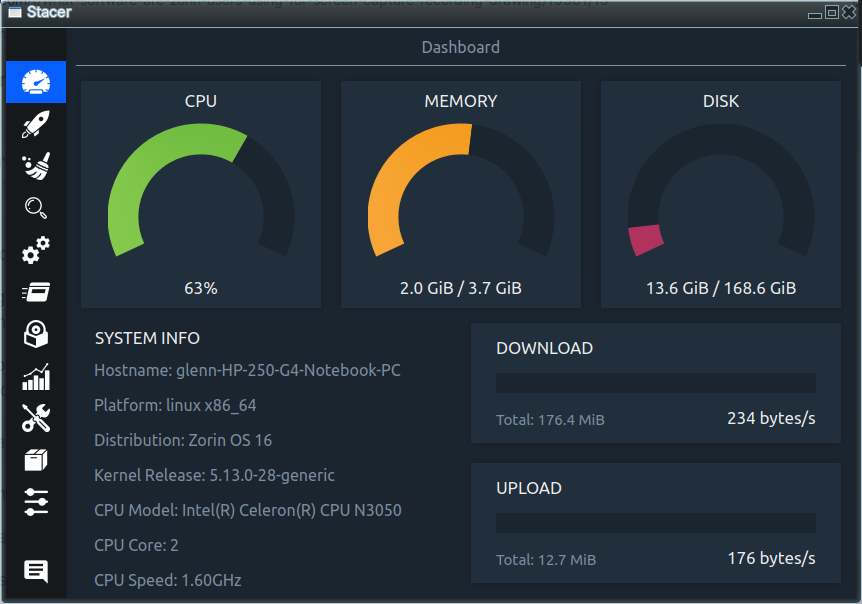 Stacer
Dashboard
CPU
63%
MEMORY
2.0 GiB / 3.7 GiB
DISK
13.6 GiB / 168.6 GiB
SYSTEM INFO
Hostname: glenn-HP-250-G4-Notebook-PC
Platform: linux x86_64
Distribution: Zorin OS 16
Kernel Release: 5.13.0-28-generic
CPU Model: Intel(R) Celeron(R) CPU N3050
CPU Core: 2
CPU Speed: 1.60GHz
DOWNLOAD
Total: 176.4 MiB
234 bytes/s
UPLOAD
Total: 12.7 MiB
176 bytes/s